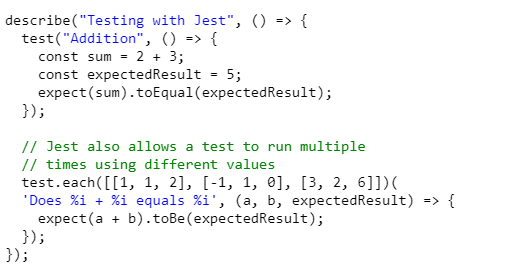 describe("Testing with Jest", () => {
  test("Addition", () => {
    const sum = 2 + 3;
    const expectedResult = 5;
    expect(sum).toEqual(expectedResult);
  });

  // Jest also allows a test to run multiple
  // times using different values
  test.each([[1, 1, 2], [-1, 1, 0], [3, 2, 6]])(
  'Does %i + %i equals %i', (a, b, expectedResult) => {
    expect(a + b).toBe(expectedResult);
  });
});